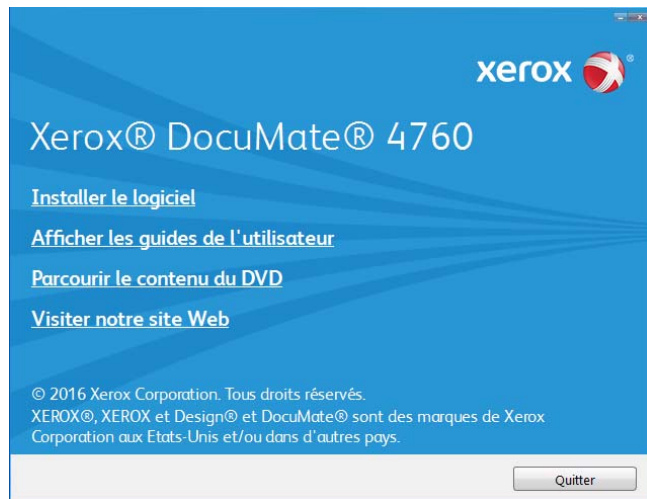 xerox ®
Xerox® DocuMate® 4760
Installer le logiciel
Afficher les guides de l'utilisateur
Parcourir le contenu du DVD
Visiter notre site Web
© 2016 Xerox Corporation. Tous droits réservés.
XEROX®, XEROX et Design® et DocuMate® sont des marques de Xerox
Corporation aux Etats-Unis et/ou dans d'autres pays.
Quitter